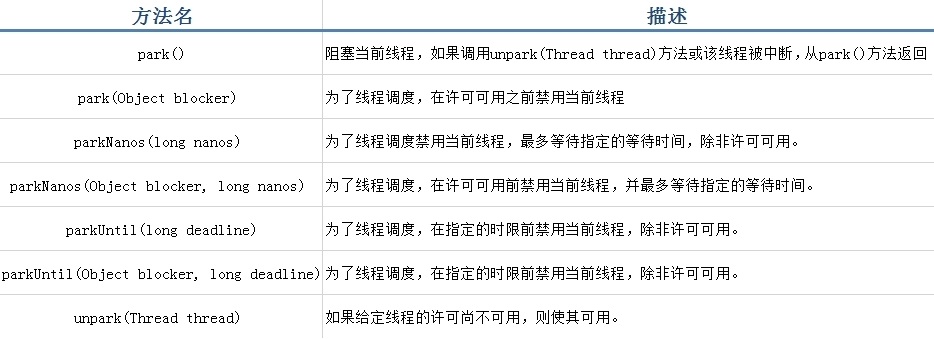 方法名 描述
park() 阻塞当前线程，如果调用unpark(Thread thread)方法或该线程被中断，从park()方法返回
park(Object blocker) 为了线程调度，在许可可用之前禁用当前线程
parkNanos(long nanos) 为了线程调度禁用当前线程，最多等待指定的等待时间，除非许可可用。
parkNanos(Object blocker, long nanos) 为了线程调度，在许可可用前禁用当前线程，并最多等待指定的等待时间。
parkUntil(long deadline) 为了线程调度，在指定的时限前禁用当前线程，除非许可可用。
parkUntil(Object blocker, long deadline) 为了线程调度，在指定的时限前禁用当前线程，除非许可可用。
unpark(Thread thread) 如果给定线程的许可尚不可用，则使其可用。